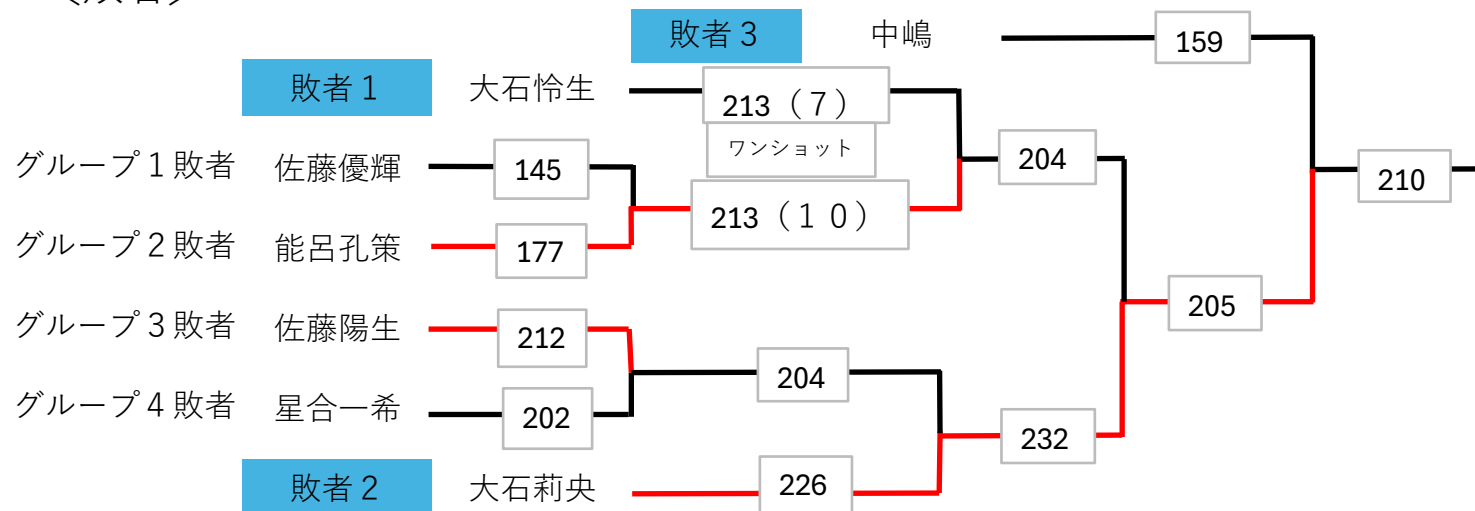 敗者３ 中嶋 159
敗者１ 大石怜生 213（７）
ワンショット
グループ１敗者 佐藤優輝 145 204
210
213（１０）
グループ２敗者 能呂孔策 177
205
グループ３敗者 佐藤陽生 212
204
グループ４敗者 星合一希 202
232
敗者２ 大石莉央 226